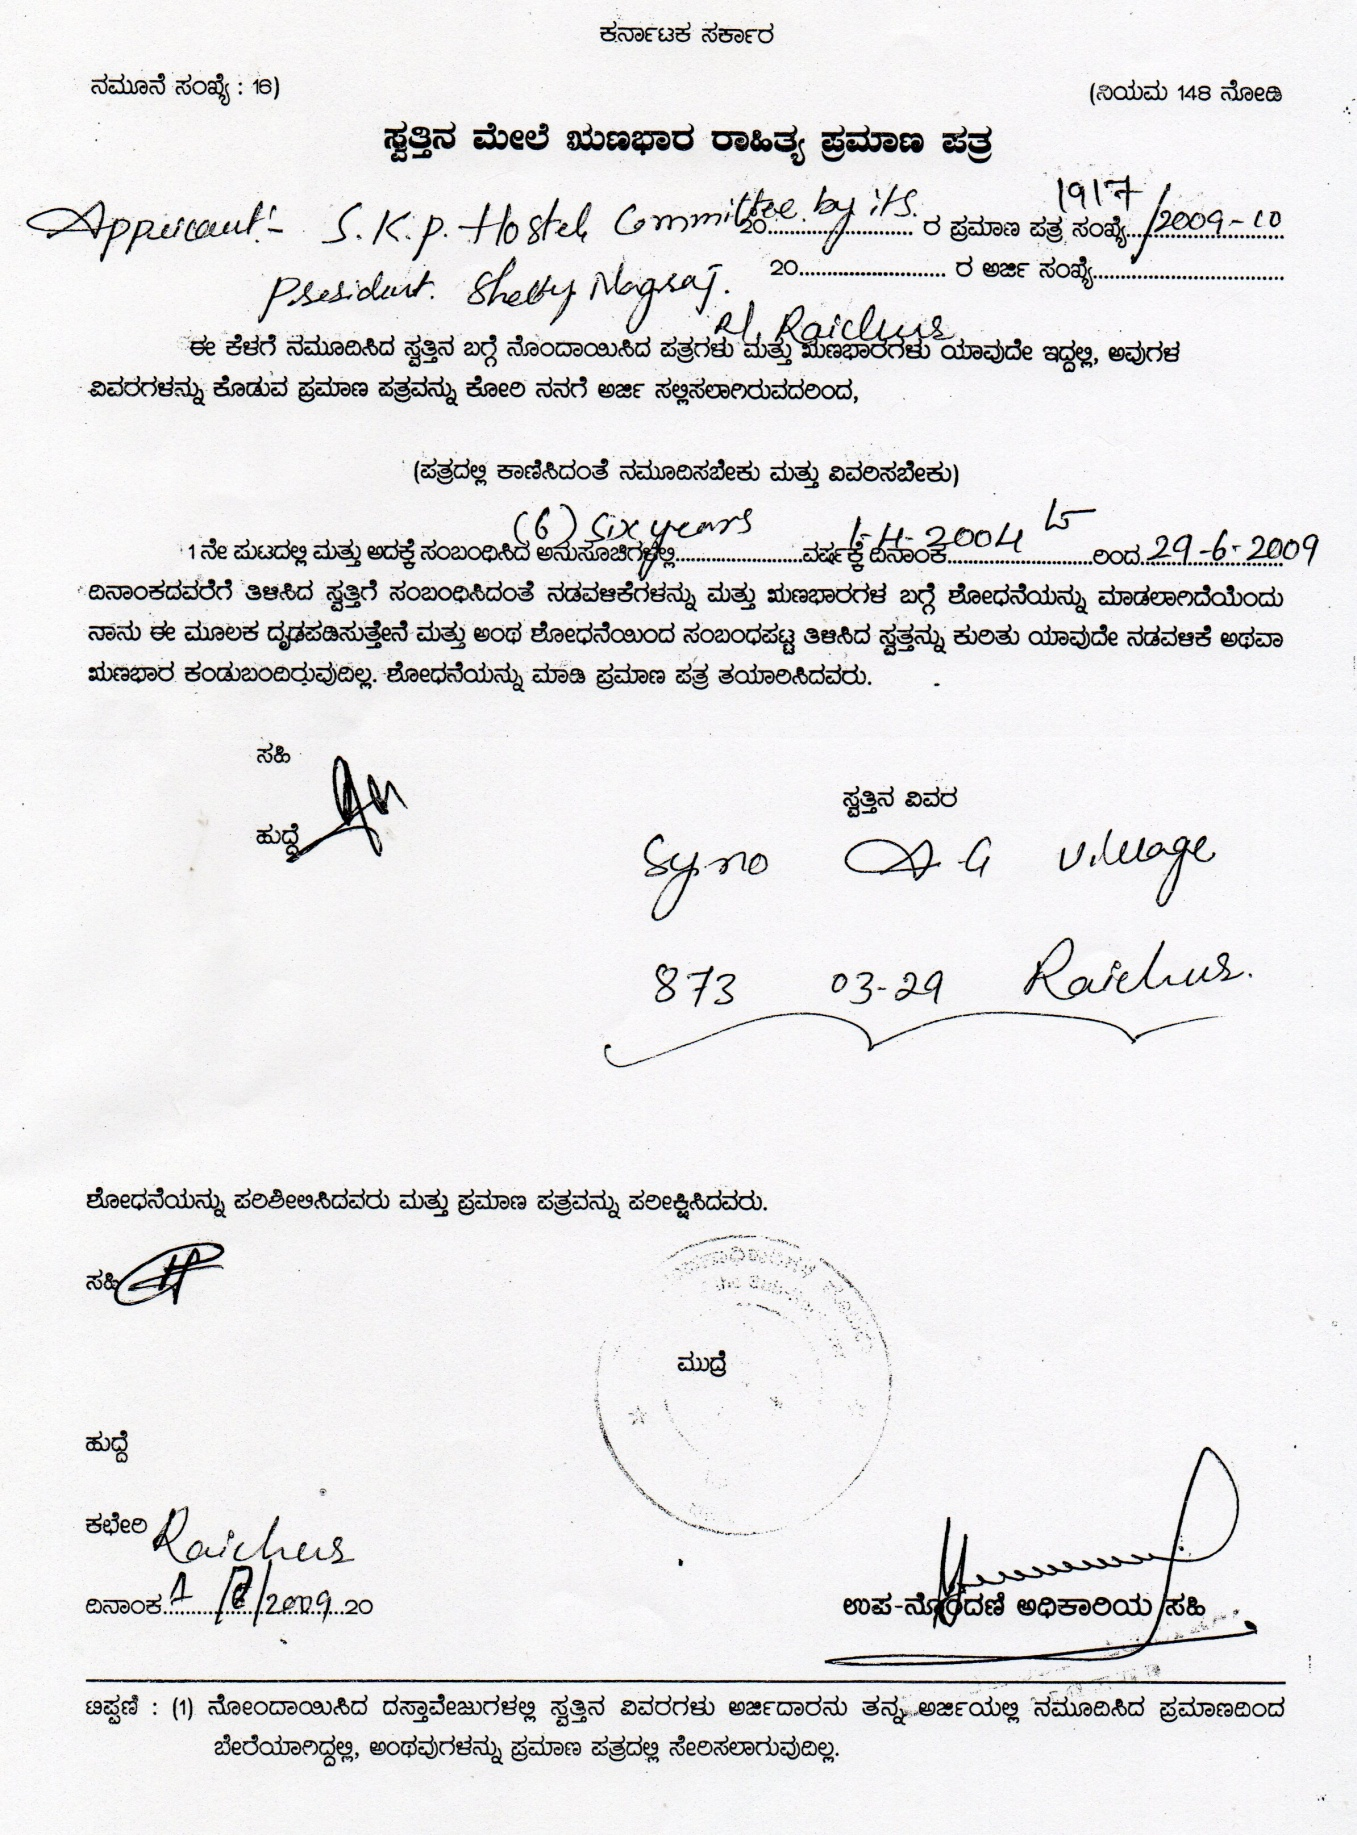 ಕರ್ನಾಟಕ ಸರ್ಕಾರ
ನಮೂನೆ ಸಂಖ್ಯೆ : 16) (ನಿಯಮ 148 ನೋಡಿ
ಸ್ವತ್ತಿನ ಮೇಲೆ ಋಣಭಾರ ರಾಹಿತ್ಯ ಪ್ರಮಾಣ ಪತ್ರ
Applicant:- S.K.P. Hostel Committee by its. 20.......................... ರ ಪ್ರಮಾಣ ಪತ್ರ ಸಂಖ್ಯೆ...1917/2009-10
President. Shetty Nagraj. 20.......................... ರ ಅರ್ಜಿ ಸಂಖ್ಯೆ..................................
R/. Raichur
ಈ ಕೆಳಗೆ ನಮೂದಿಸಿದ ಸ್ವತ್ತಿನ ಬಗ್ಗೆ ನೊಂದಾಯಿಸಿದ ಪತ್ರಗಳು ಮತ್ತು ಋಣಭಾರಗಳು ಯಾವುದೇ ಇದ್ದಲ್ಲಿ, ಅವುಗಳ
ವಿವರಗಳನ್ನು ಕೊಡುವ ಪ್ರಮಾಣ ಪತ್ರವನ್ನು ಕೋರಿ ನನಗೆ ಅರ್ಜಿ ಸಲ್ಲಿಸಲಾಗಿರುವದರಿಂದ,
(ಪತ್ರದಲ್ಲಿ ಕಾಣಿಸಿದಂತೆ ನಮೂದಿಸಬೇಕು ಮತ್ತು ವಿವರಿಸಬೇಕು)
1 ನೇ ಪುಟದಲ್ಲಿ ಮತ್ತು ಅದಕ್ಕೆ ಸಂಬಂಧಿಸಿದ ಅನುಸೂಚಿಗಳಲ್ಲಿ (6) Six years ವರ್ಷಕ್ಕೆ ದಿನಾಂಕ 1-4-2004 to ರಿಂದ 29-6-2009
ದಿನಾಂಕದವರೆಗೆ ತಿಳಿಸಿದ ಸ್ವತ್ತಿಗೆ ಸಂಬಂಧಿಸಿದಂತೆ ನಡವಳಿಕೆಗಳನ್ನು ಮತ್ತು ಋಣಭಾರಗಳ ಬಗ್ಗೆ ಶೋಧನೆಯನ್ನು ಮಾಡಲಾಗಿದೆಯೆಂದು
ನಾನು ಈ ಮೂಲಕ ದೃಢಪಡಿಸುತ್ತೇನೆ ಮತ್ತು ಅಂಥ ಶೋಧನೆಯಿಂದ ಸಂಬಂಧಪಟ್ಟ ತಿಳಿಸಿದ ಸ್ವತ್ತನ್ನು ಕುರಿತು ಯಾವುದೇ ನಡವಳಿಕೆ ಅಥವಾ
ಋಣಭಾರ ಕಂಡುಬಂದಿರುವುದಿಲ್ಲ. ಶೋಧನೆಯನ್ನು ಮಾಡಿ ಪ್ರಮಾಣ ಪತ್ರ ತಯಾರಿಸಿದವರು.
ಸಹಿ
ಹುದ್ದೆ
ಸ್ವತ್ತಿನ ವಿವರ
Sy.no A-G Village
873 03-29 Raichur.
ಶೋಧನೆಯನ್ನು ಪರಿಶೀಲಿಸಿದವರು ಮತ್ತು ಪ್ರಮಾಣ ಪತ್ರವನ್ನು ಪರೀಕ್ಷಿಸಿದವರು.
ಸಹಿ
ಮುದ್ರೆ
ಹುದ್ದೆ
ಕಛೇರಿ Raichur
ದಿನಾಂಕ /2009 20
ಉಪ-ನೊಂದಣಿ ಅಧಿಕಾರಿಯ ಸಹಿ
ಟಿಪ್ಪಣಿ : (1) ನೋಂದಾಯಿಸಿದ ದಸ್ತಾವೇಜುಗಳಲ್ಲಿ ಸ್ವತ್ತಿನ ವಿವರಗಳು ಅರ್ಜಿದಾರನು ತನ್ನ ಅರ್ಜಿಯಲ್ಲಿ ನಮೂದಿಸಿದ ಪ್ರಮಾಣದಿಂದ
ಬೇರೆಯಾಗಿದ್ದಲ್ಲಿ, ಅಂಥವುಗಳನ್ನು ಪ್ರಮಾಣ ಪತ್ರದಲ್ಲಿ ಸೇರಿಸಲಾಗುವುದಿಲ್ಲ.